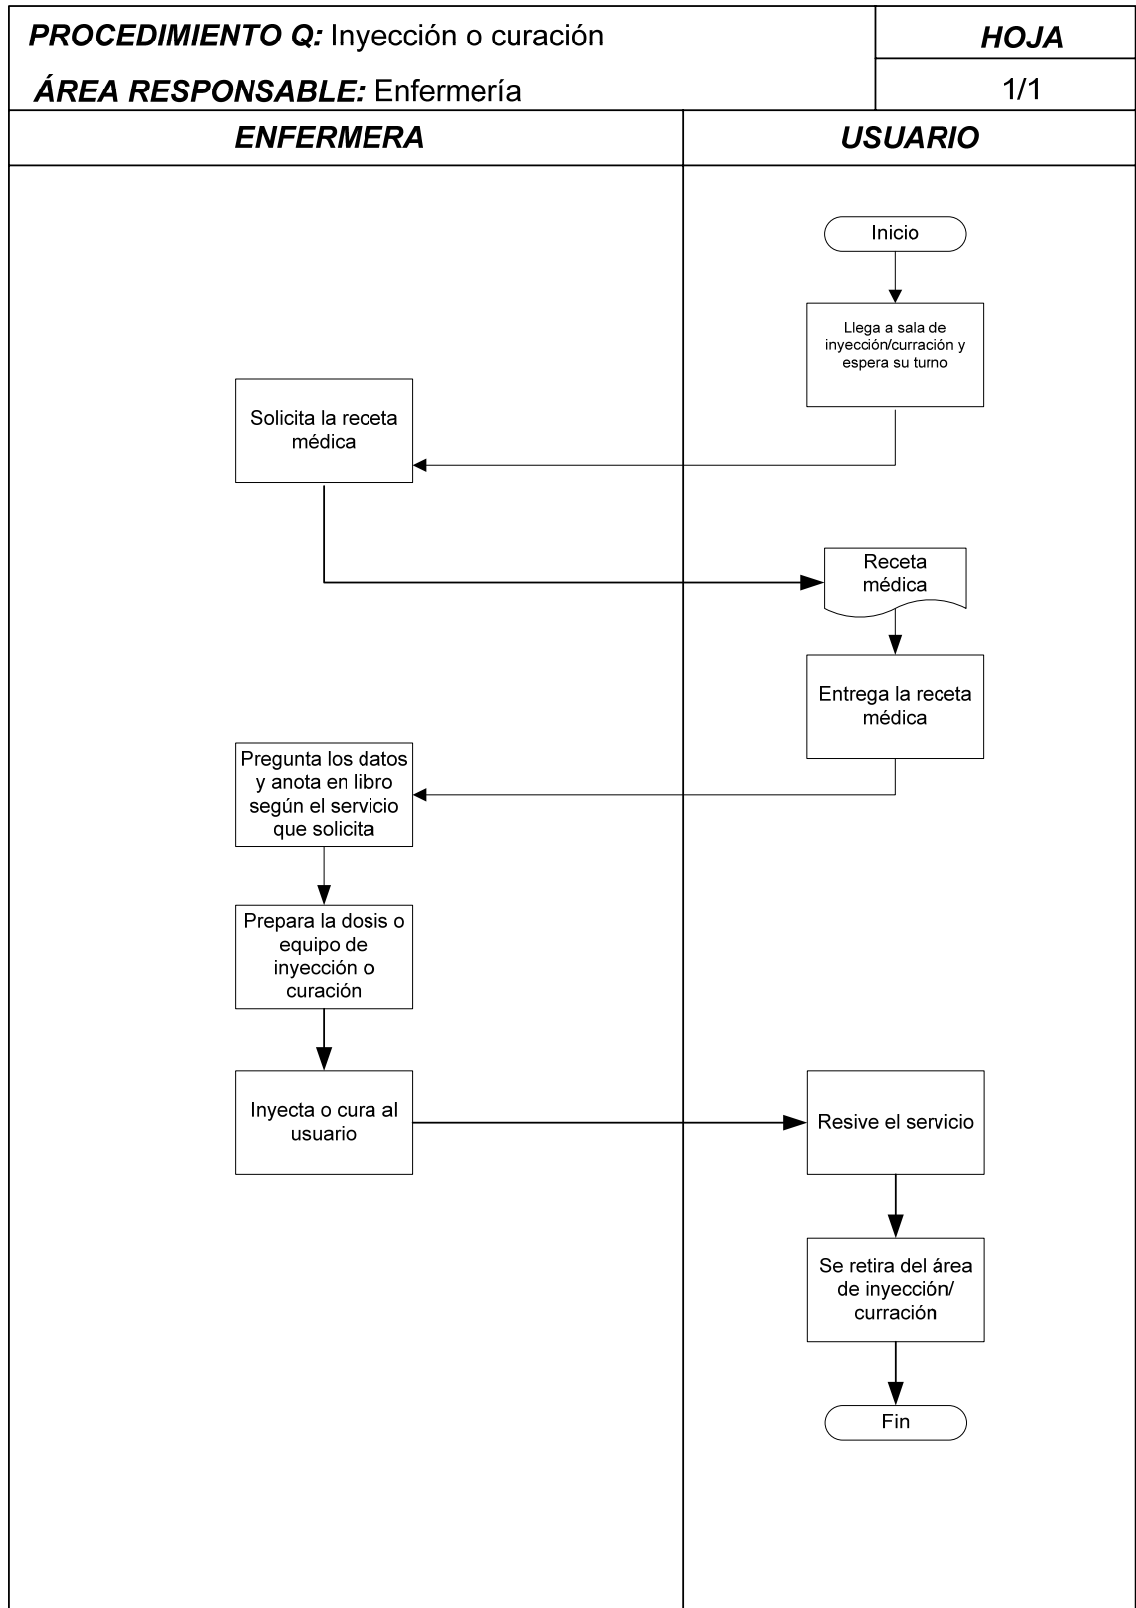 PROCEDIMIENTO Q: Inyección o curación
HOJA
ÁREA RESPONSABLE: Enfermería
1/1
ENFERMERA
USUARIO
Inicio
Llega a sala de
inyección/curración y
espera su turno
Solicita la receta
médica
Receta
médica
Entrega la receta
médica
Pregunta los datos
y anota en libro
según el servicio
que solicita
Prepara la dosis o
equipo de
inyección o
curación
Inyecta o cura al
usuario
Resive el servicio
Se retira del área
de inyección/
curración
Fin